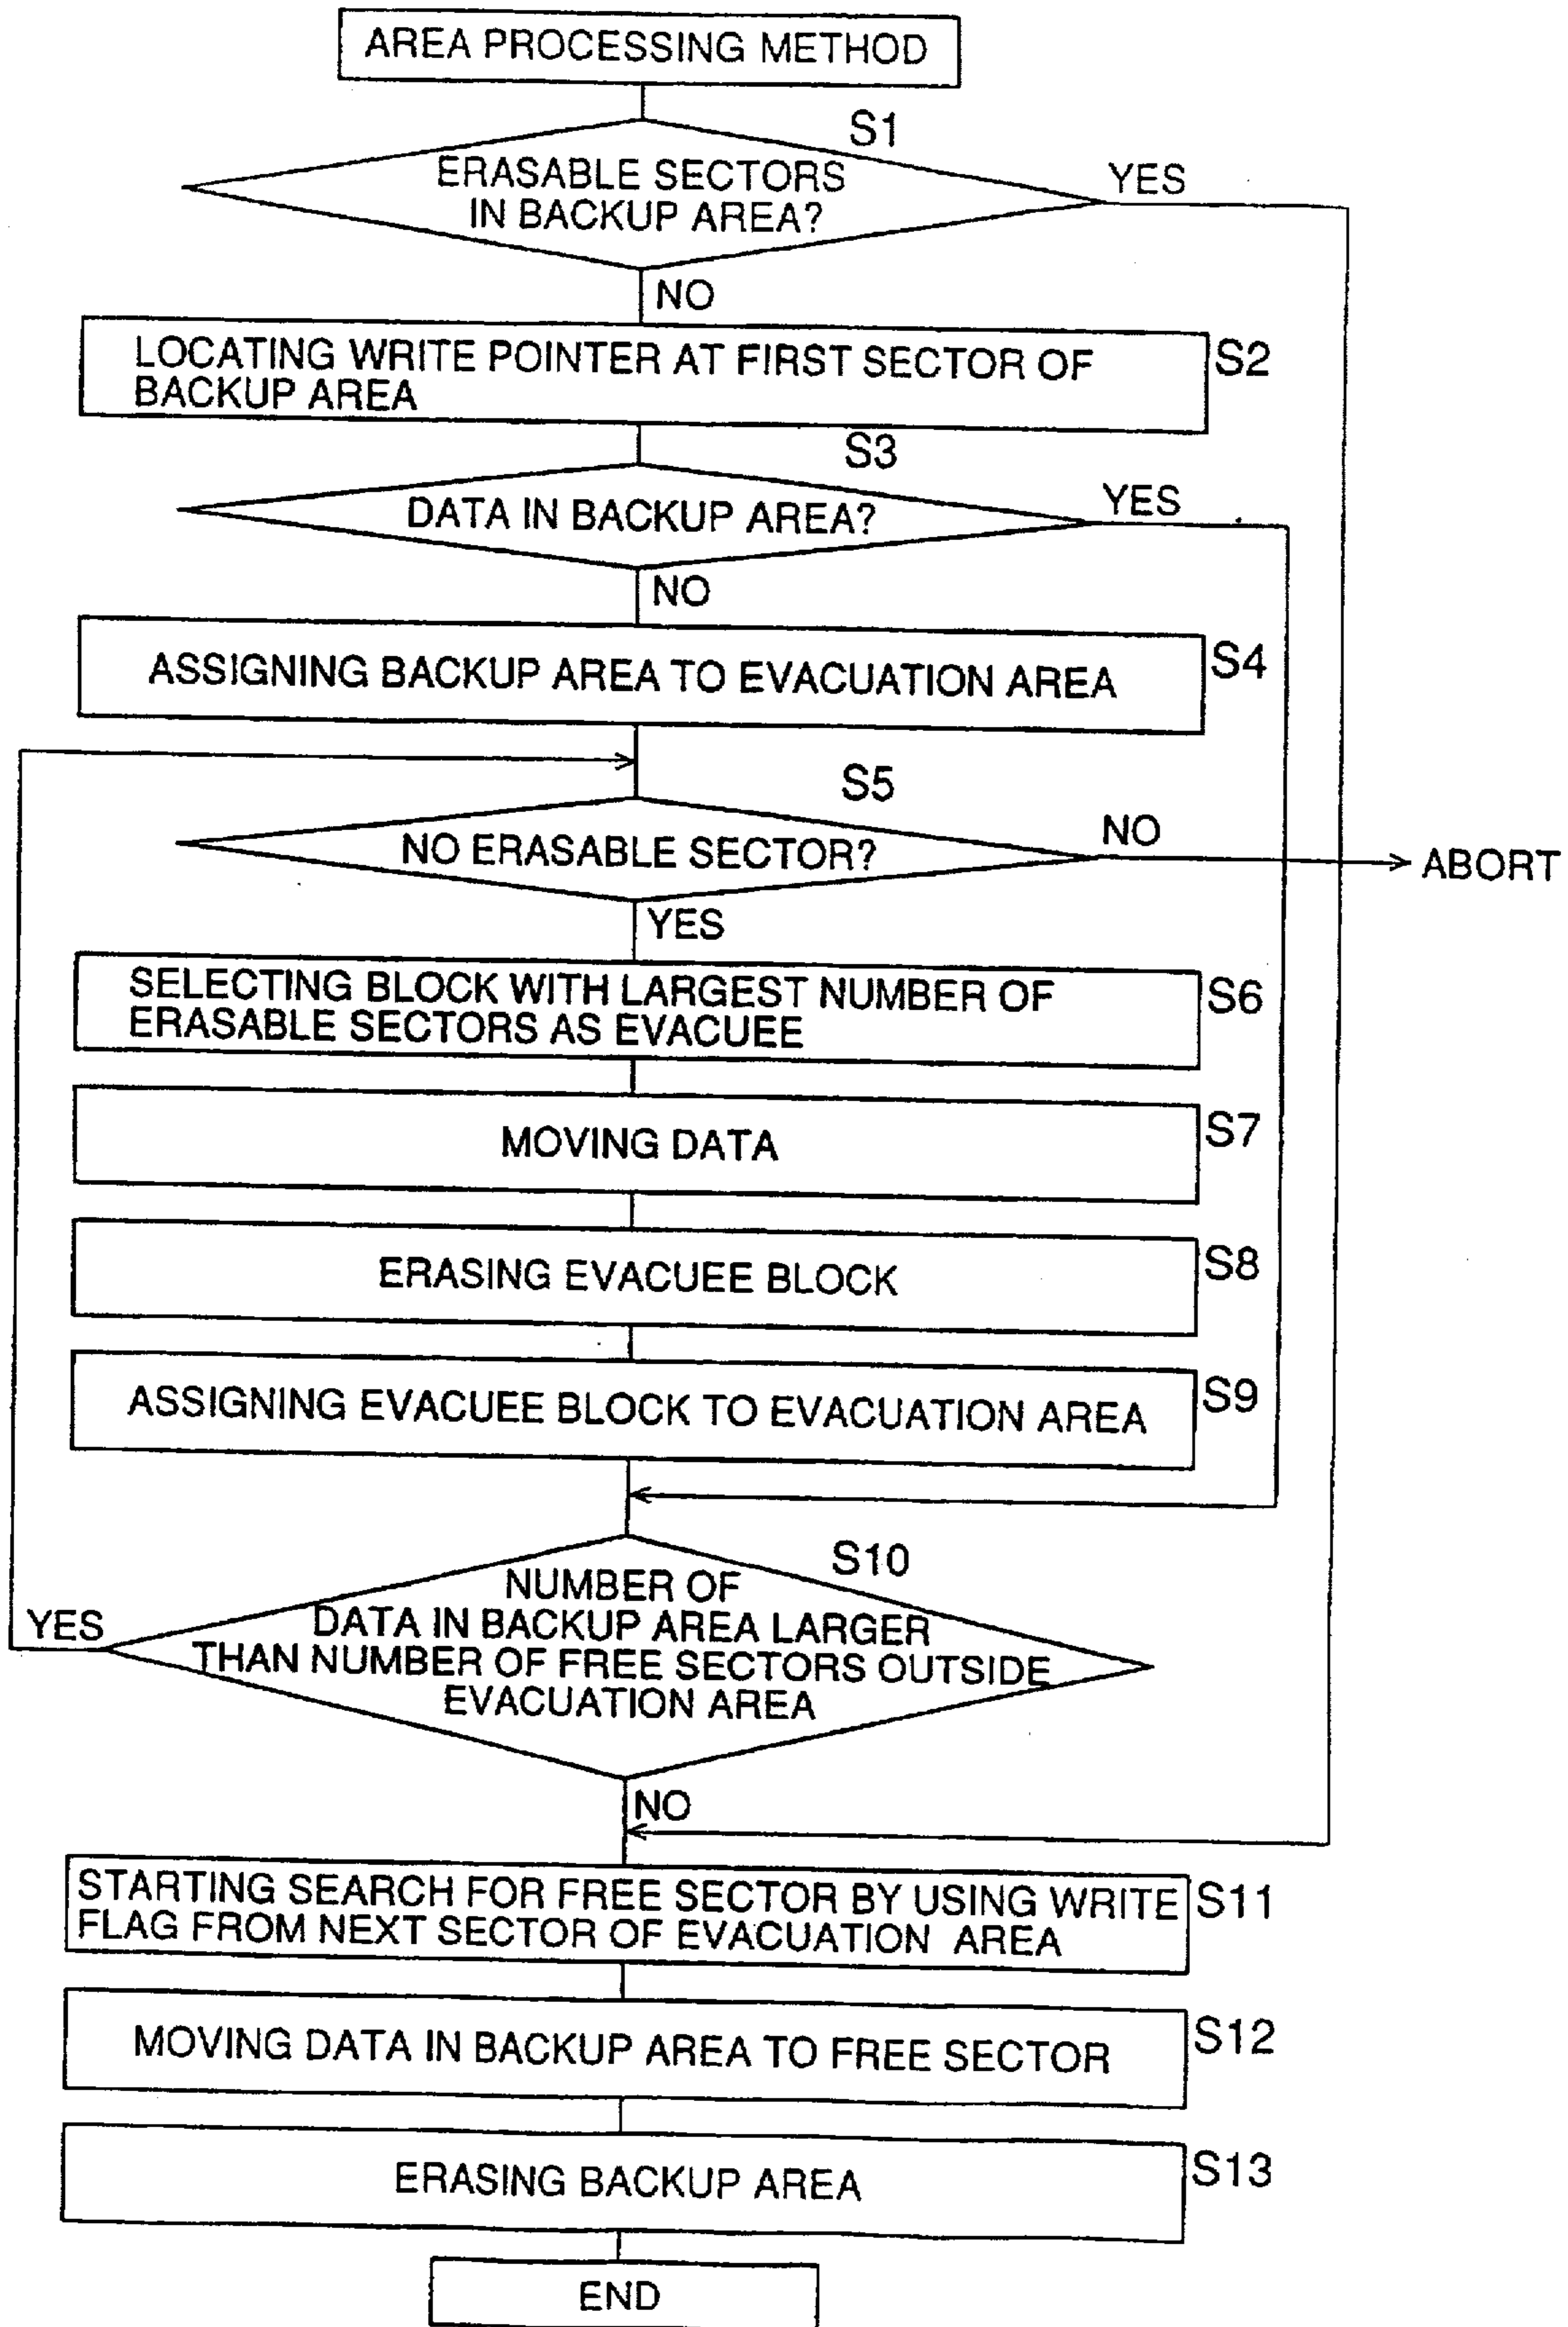 AREA PROCESSING METHOD
S1
ERASABLE SECTORS
IN BACKUP AREA?
YES
NO
LOCATING WRITE POINTER AT FIRST SECTOR OF
BACKUP AREA
S2
S3
DATA IN BACKUP AREA?
YES
NO
ASSIGNING BACKUP AREA TO EVACUATION AREA
S4
S5
NO ERASABLE SECTOR?
NO
ABORT
YES
SELECTING BLOCK WITH LARGEST NUMBER OF
ERASABLE SECTORS AS EVACUEE
S6
MOVING DATA
S7
ERASING EVACUEE BLOCK
S8
ASSIGNING EVACUEE BLOCK TO EVACUATION AREA
S9
S10
NUMBER OF
DATA IN BACKUP AREA LARGER
THAN NUMBER OF FREE SECTORS OUTSIDE
EVACUATION AREA
YES
NO
STARTING SEARCH FOR FREE SECTOR BY USING WRITE
FLAG FROM NEXT SECTOR OF EVACUATION AREA
S11
MOVING DATA IN BACKUP AREA TO FREE SECTOR
S12
ERASING BACKUP AREA
S13
END